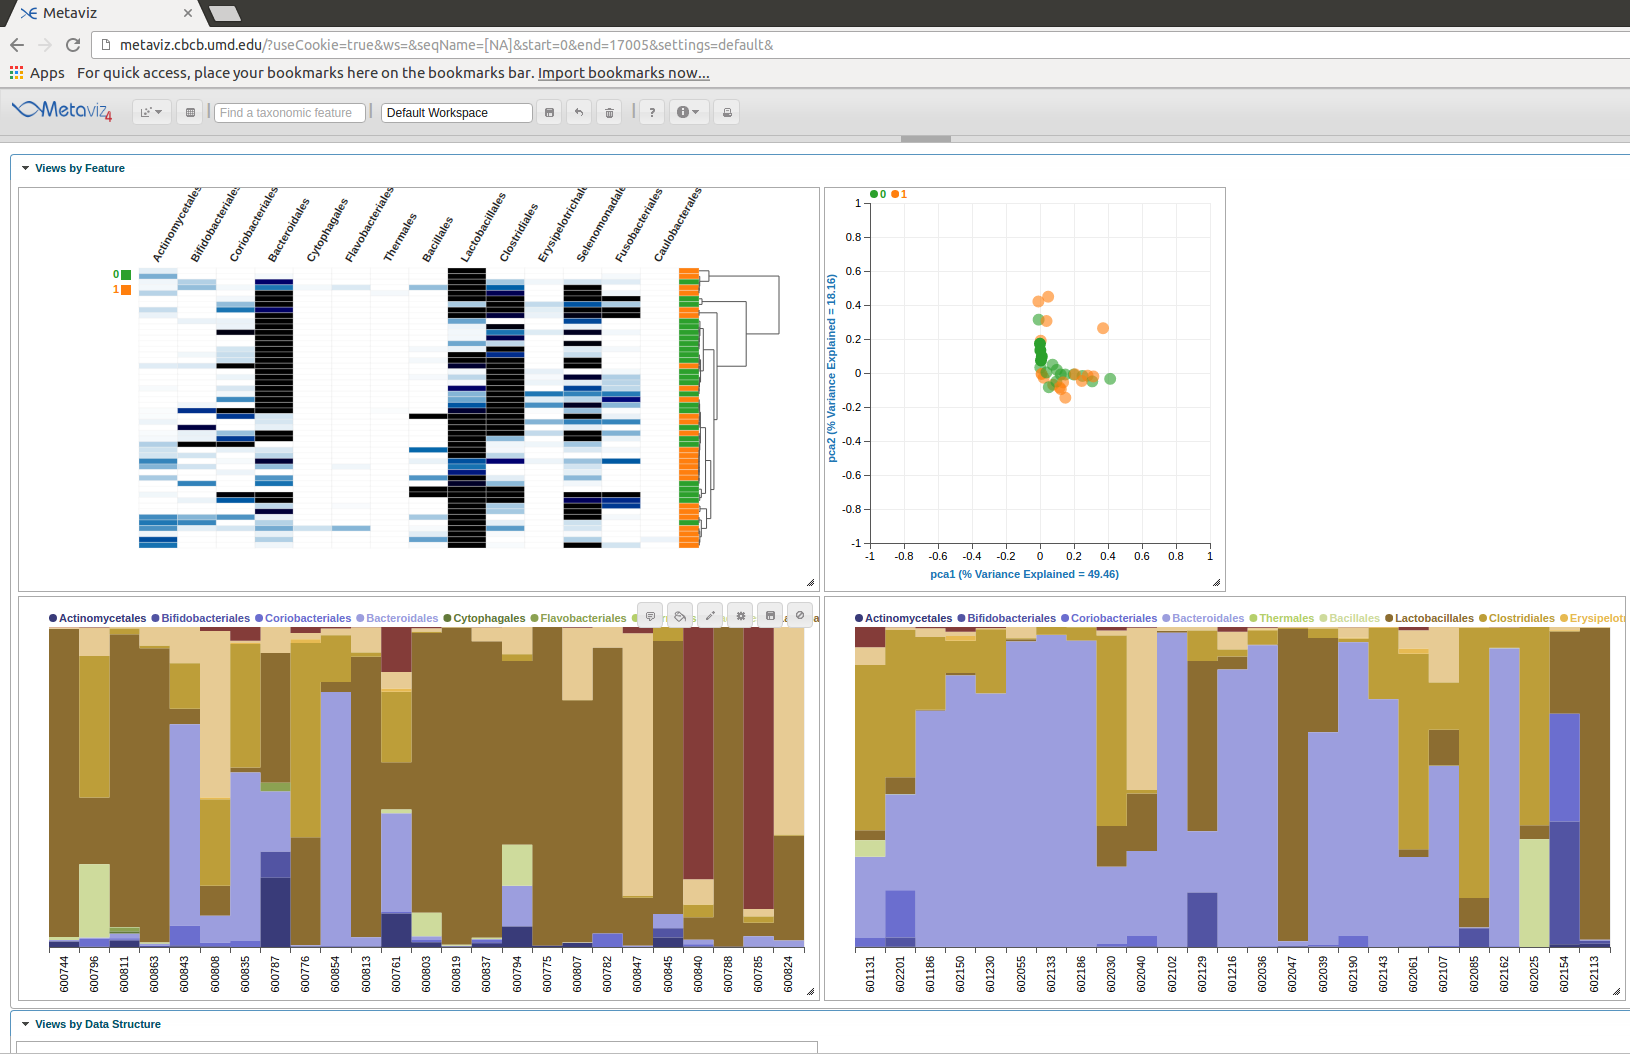 Metaviz
metaviz.cbcb.umd.edu/?useCookie=true&ws=&seqName=[NA]&start=0&end=17005&settings=default&
Apps For quick access, place your bookmarks here on the bookmarks bar. Import bookmarks now...
Metaviz4 Find a taxonomic feature Default Workspace ?
Views by Feature
Actinomycetales
Bifidobacteriales
Coriobacteriales
Bacteroidales
Cytophagales
Flavobacteriales
Thermales
Bacillales
Lactobacillales
Clostridiales
Erysipelotrichales
Selenomonadales
Fusobacteriales
Caulobacterales
0
1
0 1
1
0.8
0.6
0.4
0.2
0
-0.2
-0.4
-0.6
-0.8
-1
pca2 (% Variance Explained = 18.16)
-1 -0.8 -0.6 -0.4 -0.2 0 0.2 0.4 0.6 0.8 1
pca1 (% Variance Explained = 49.46)
Actinomycetales Bifidobacteriales Coriobacteriales Bacteroidales Cytophagales Flavobacteriales
600744 600796 600811 600863 600843 600808 600835 600787 600776 600854 600813 600761 600803 600819 600837 600794 600775 600807 600782 600847 600845 600840 600788 600785 600824
Actinomycetales Bifidobacteriales Coriobacteriales Bacteroidales Thermales Bacillales Lactobacillales Clostridiales Erysipelotr
601131 602201 601186 602150 601230 602055 602133 602186 602030 602040 602102 602129 601216 602036 602047 602039 602190 602143 602061 602107 602085 602162 602025 602154 602113
Views by Data Structure